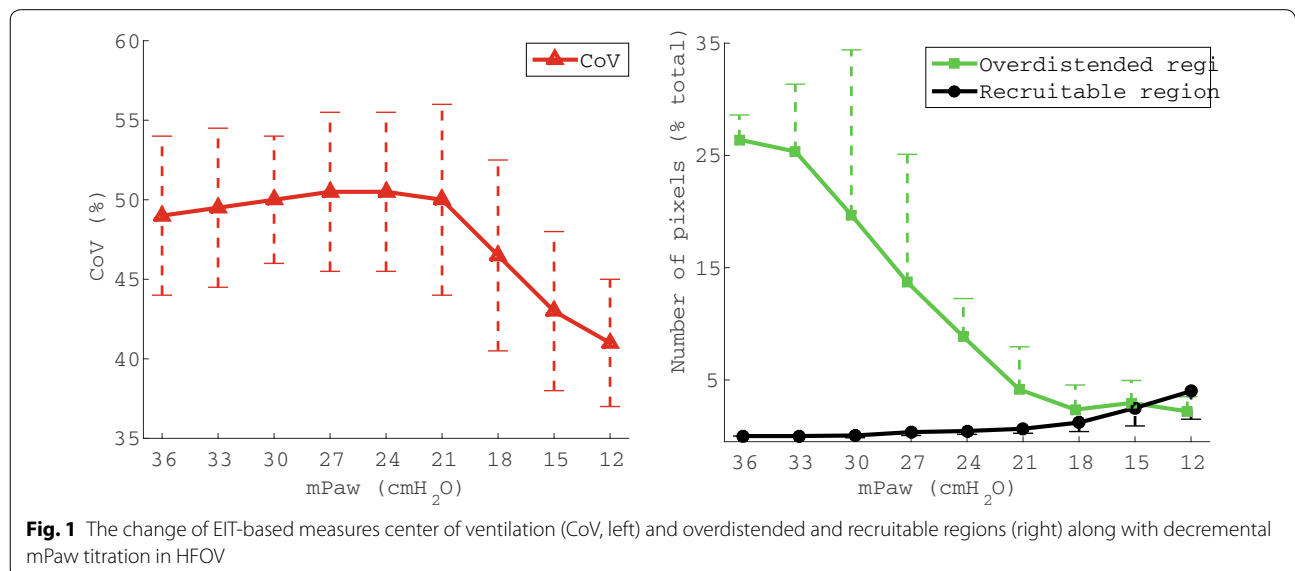 60
55
50
45
40
35
CoV (%)
CoV
36 33 30 27 24 21 18 15 12
mPaw (cmH₂O)
35
25
15
5
Number of pixels (% total)
Overdistended regi
Recruitable region
36 33 30 27 24 21 18 15 12
mPaw (cmH₂O)
Fig. 1 The change of EIT-based measures center of ventilation (CoV, left) and overdistended and recruitable regions (right) along with decremental
mPaw titration in HFOV